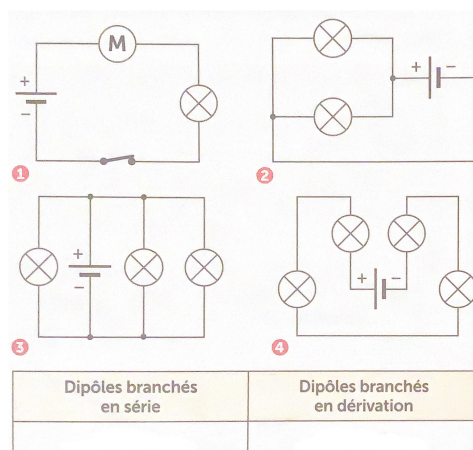 M
+
−
1
+ −
2
+
−
3
+ −
4
Dipôles branchés
en série
Dipôles branchés
en dérivation